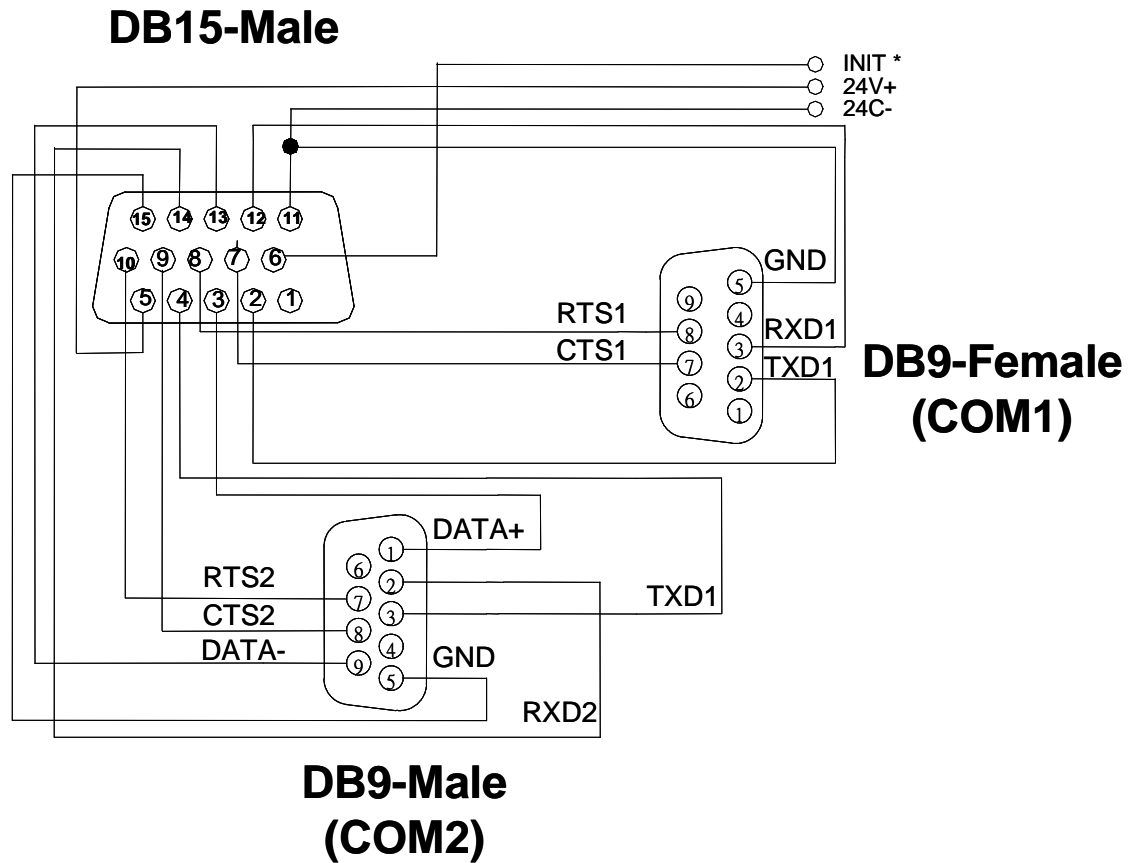 DB15-Male
INIT *
24V+
24C-
15 14 13 12 11
10 9 8 7 6
5 4 3 2 1
GND
5
9
4
RTS1
8
RXD1
3
CTS1
7
TXD1
2
6
1
DB9-Female
(COM1)
DATA+
1
6
2
RTS2
7
TXD1
3
CTS2
8
4
DATA-
9
GND
5
RXD2
DB9-Male
(COM2)